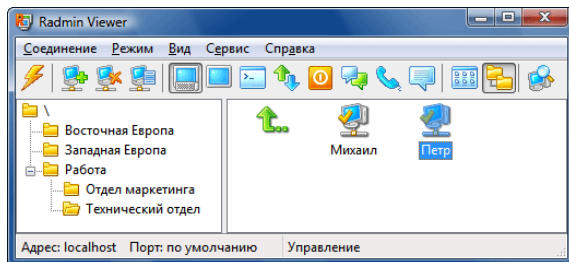 Radmin Viewer
Соединение Режим Вид Сервис Справка
\
Восточная Европа
Западная Европа
Работа
Отдел маркетинга
Технический отдел
Михаил
Петр
Адрес: localhost Порт: по умолчанию Управление